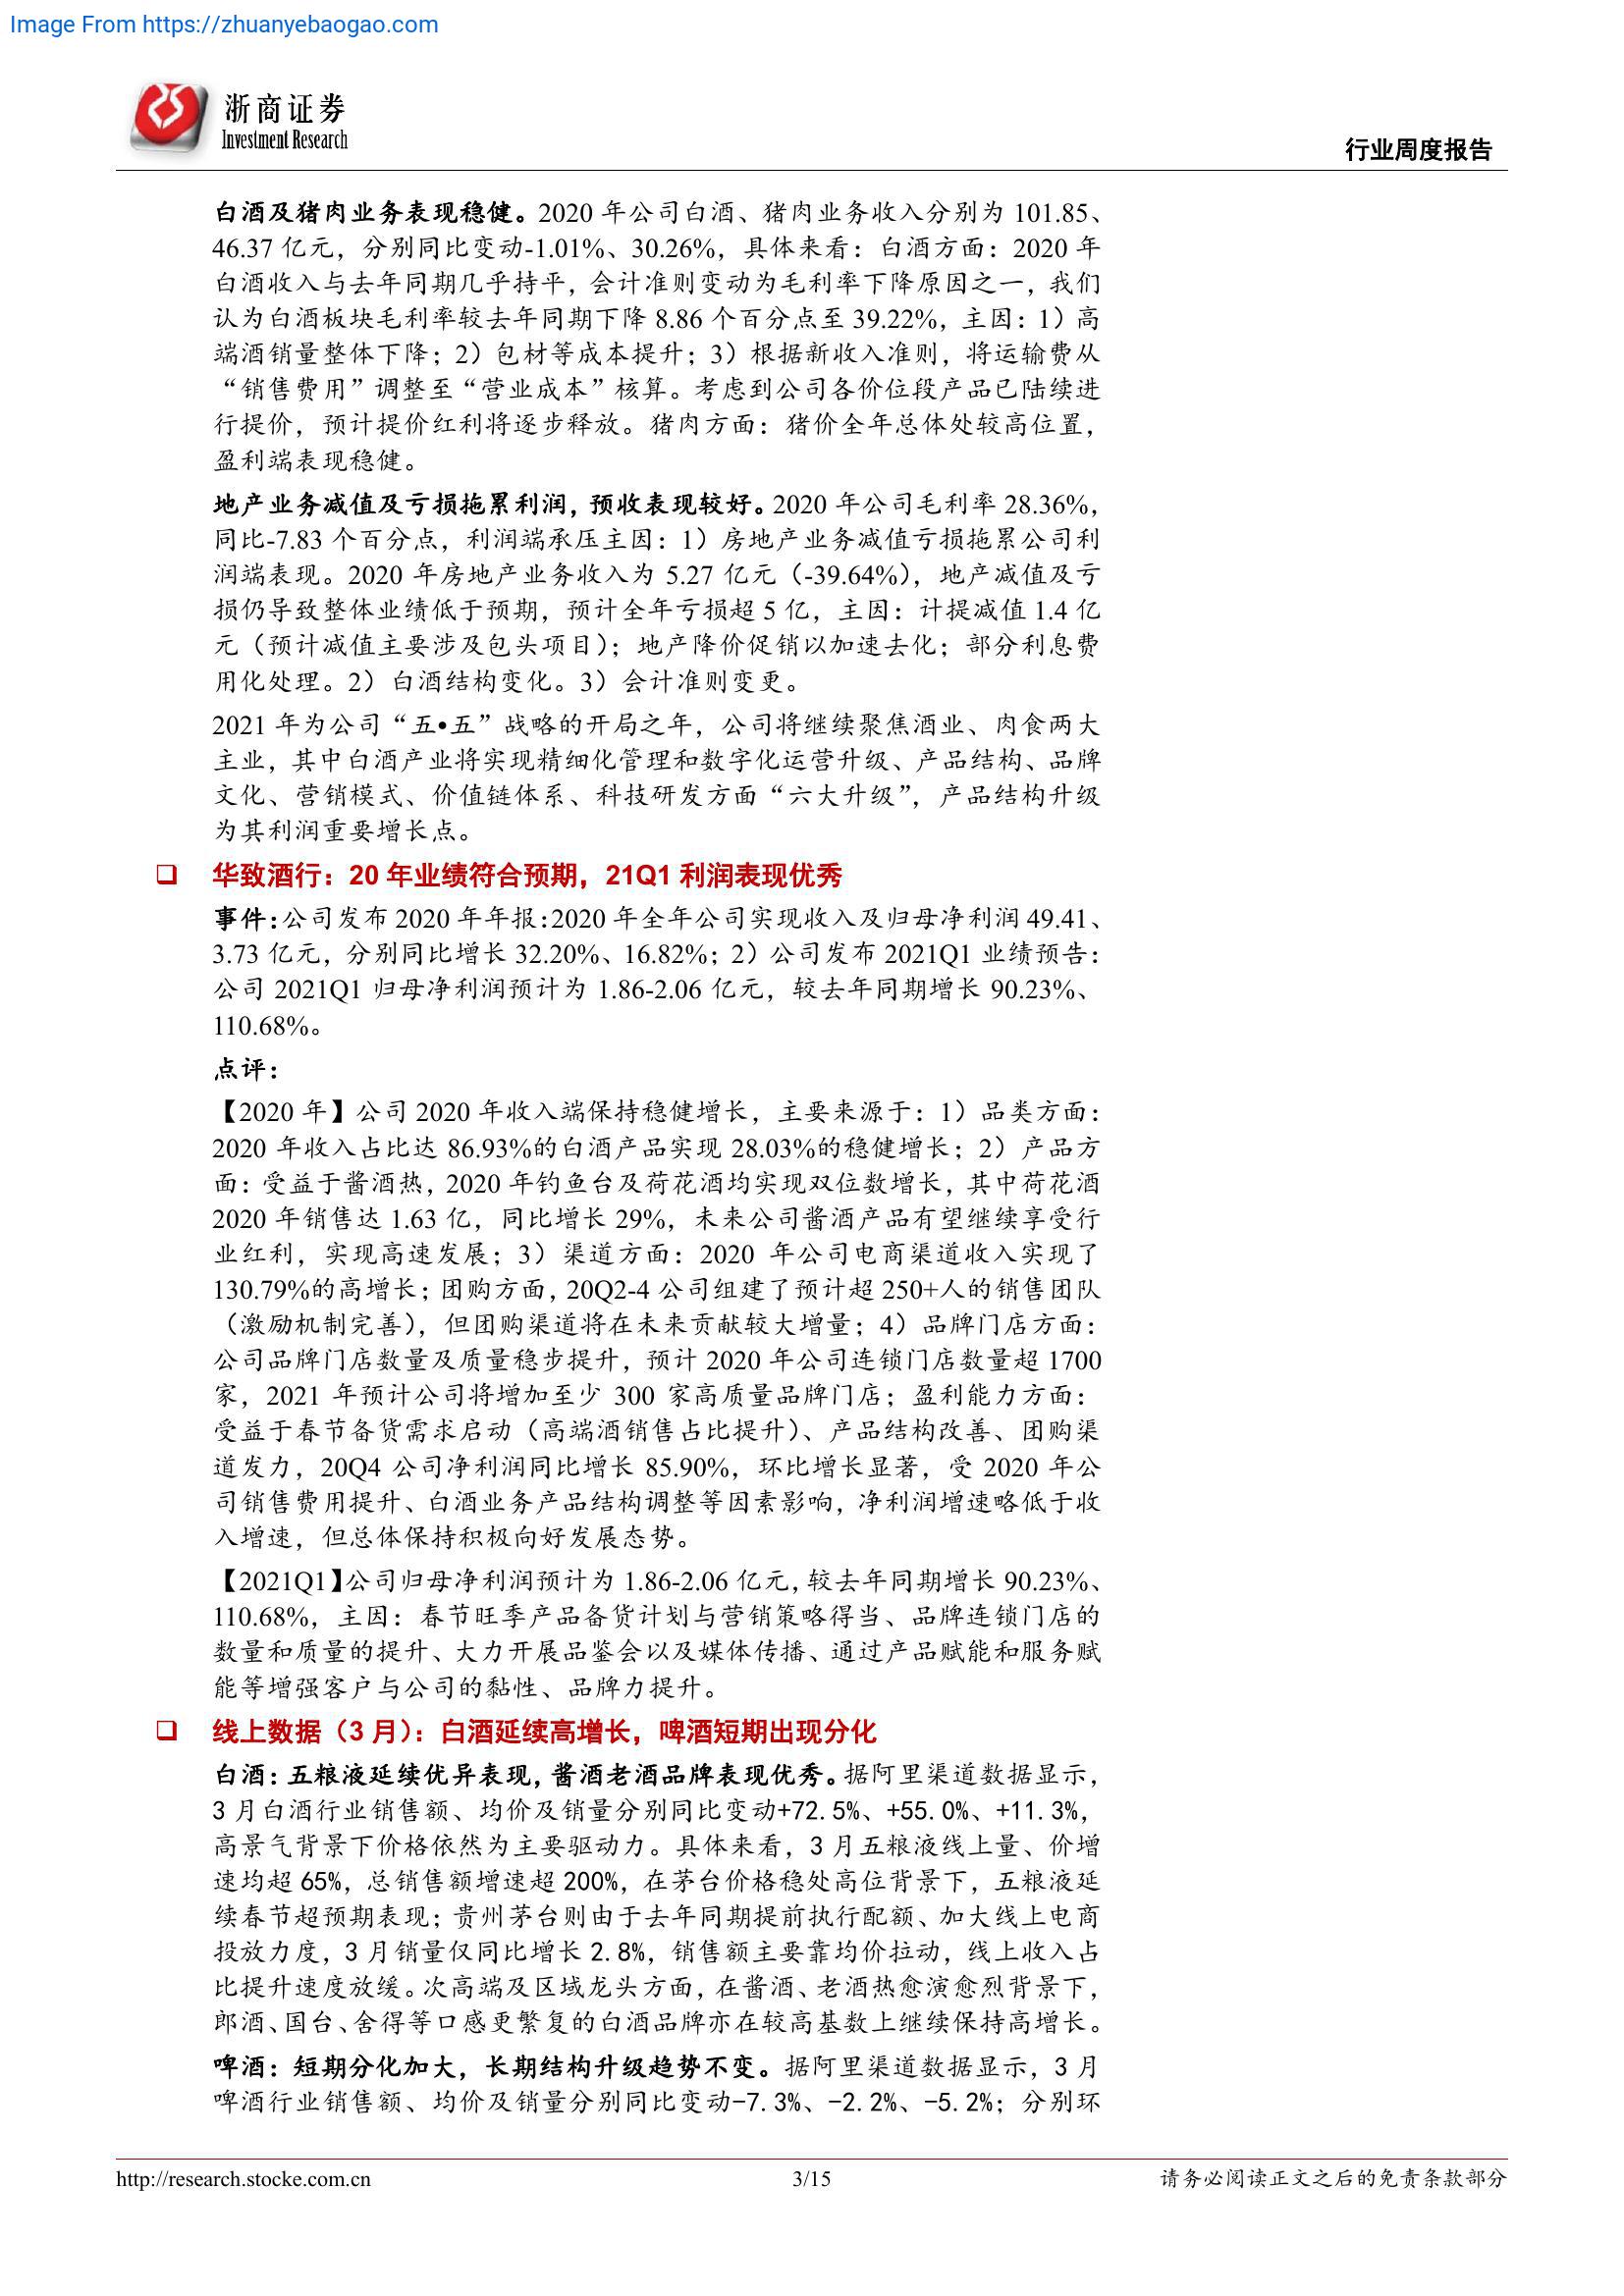 Image From https://zhuanyebaogao.com
浙商证券
Investment Research
行业周度报告
白酒及猪肉业务表现稳健。2020 年公司白酒、猪肉业务收入分别为 101.85、
46.37 亿元，分别同比变动-1.01%、30.26%，具体来看：白酒方面：2020 年
白酒收入与去年同期几乎持平，会计准则变动为毛利率下降原因之一，我们
认为白酒板块毛利率较去年同期下降 8.86 个百分点至 39.22%，主因：1）高
端酒销量整体下降；2）包材等成本提升；3）根据新收入准则，将运输费从
“销售费用”调整至“营业成本”核算。考虑到公司各价位段产品已陆续进
行提价，预计提价红利将逐步释放。猪肉方面：猪价全年总体处较高位置，
盈利端表现稳健。
地产业务减值及亏损拖累利润，预收表现较好。2020 年公司毛利率 28.36%，
同比-7.83 个百分点，利润端承压主因：1）房地产业务减值亏损拖累公司利
润端表现。2020 年房地产业务收入为 5.27 亿元（-39.64%），地产减值及亏
损仍导致整体业绩低于预期，预计全年亏损超 5 亿，主因：计提减值 1.4 亿
元（预计减值主要涉及包头项目）；地产降价促销以加速去化；部分利息费
用化处理。2）白酒结构变化。3）会计准则变更。
2021 年为公司“五•五”战略的开局之年，公司将继续聚焦酒业、肉食两大
主业，其中白酒产业将实现精细化管理和数字化运营升级、产品结构、品牌
文化、营销模式、价值链体系、科技研发方面“六大升级”，产品结构升级
为其利润重要增长点。
❑ 华致酒行：20 年业绩符合预期，21Q1 利润表现优秀
事件：公司发布 2020 年年报：2020 年全年公司实现收入及归母净利润 49.41、
3.73 亿元，分别同比增长 32.20%、16.82%；2）公司发布 2021Q1 业绩预告：
公司 2021Q1 归母净利润预计为 1.86-2.06 亿元，较去年同期增长 90.23%、
110.68%。
点评：
【2020 年】公司 2020 年收入端保持稳健增长，主要来源于：1）品类方面：
2020 年收入占比达 86.93%的白酒产品实现 28.03%的稳健增长；2）产品方
面：受益于酱酒热，2020 年钓鱼台及荷花酒均实现双位数增长，其中荷花酒
2020 年销售达 1.63 亿，同比增长 29%，未来公司酱酒产品有望继续享受行
业红利，实现高速发展；3）渠道方面：2020 年公司电商渠道收入实现了
130.79%的高增长；团购方面，20Q2-4 公司组建了预计超 250+人的销售团队
（激励机制完善），但团购渠道将在未来贡献较大增量；4）品牌门店方面：
公司品牌门店数量及质量稳步提升，预计 2020 年公司连锁门店数量超 1700
家，2021 年预计公司将增加至少 300 家高质量品牌门店；盈利能力方面：
受益于春节备货需求启动（高端酒销售占比提升）、产品结构改善、团购渠
道发力，20Q4 公司净利润同比增长 85.90%，环比增长显著，受 2020 年公
司销售费用提升、白酒业务产品结构调整等因素影响，净利润增速略低于收
入增速，但总体保持积极向好发展态势。
【2021Q1】公司归母净利润预计为 1.86-2.06 亿元，较去年同期增长 90.23%、
110.68%，主因：春节旺季产品备货计划与营销策略得当、品牌连锁门店的
数量和质量的提升、大力开展品鉴会以及媒体传播、通过产品赋能和服务赋
能等增强客户与公司的黏性、品牌力提升。
❑ 线上数据（3 月）：白酒延续高增长，啤酒短期出现分化
白酒：五粮液延续优异表现，酱酒老酒品牌表现优秀。据阿里渠道数据显示，
3 月白酒行业销售额、均价及销量分别同比变动+72.5%、+55.0%、+11.3%，
高景气背景下价格依然为主要驱动力。具体来看，3 月五粮液线上量、价增
速均超 65%，总销售额增速超 200%，在茅台价格稳处高位背景下，五粮液延
续春节超预期表现；贵州茅台则由于去年同期提前执行配额、加大线上电商
投放力度，3 月销量仅同比增长 2.8%，销售额主要靠均价拉动，线上收入占
比提升速度放缓。次高端及区域龙头方面，在酱酒、老酒热愈演愈烈背景下，
郎酒、国台、舍得等口感更繁复的白酒品牌亦在较高基数上继续保持高增长。
啤酒：短期分化加大，长期结构升级趋势不变。据阿里渠道数据显示，3 月
啤酒行业销售额、均价及销量分别同比变动-7.3%、-2.2%、-5.2%；分别环
http://research.stocke.com.cn
3/15
请务必阅读正文之后的免责条款部分